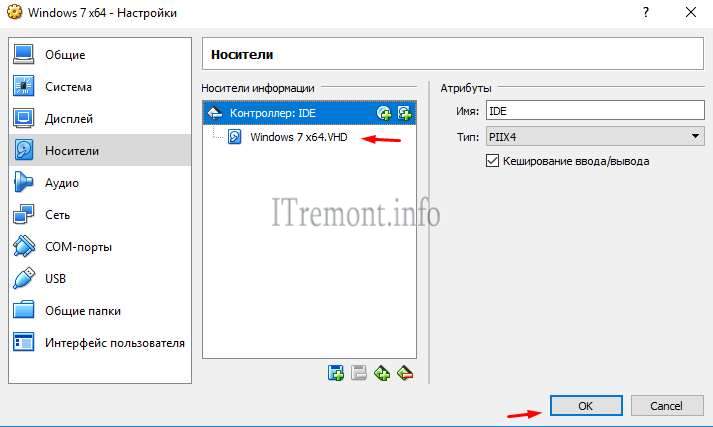 Windows 7 x64 - Настройки
?
Общие
Система
Дисплей
Носители
Аудио
Сеть
COM-порты
USB
Общие папки
Интерфейс пользователя
Носители
Носители информации
Контроллер: IDE
Windows 7 x64.VHD
Атрибуты
Имя: IDE
Тип: PIIX4
Кеширование ввода/вывода
ITremont.info
OK Cancel